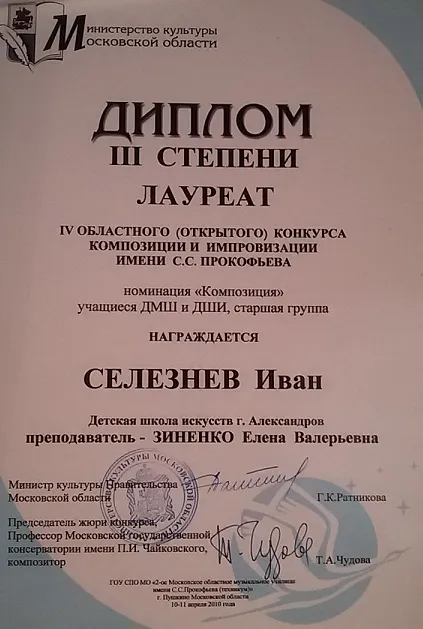 Министерство культуры
Московской области
ДИПЛОМ
III СТЕПЕНИ
ЛАУРЕАТ
IV ОБЛАСТНОГО (ОТКРЫТОГО) КОНКУРСА
КОМПОЗИЦИИ И ИМПРОВИЗАЦИИ
ИМЕНИ С.С. ПРОКОФЬЕВА
номинация «Композиция»
учащиеся ДМШ и ДШИ, старшая группа
НАГРАЖДАЕТСЯ
СЕЛЕЗНЕВ Иван
Детская школа искусств г. Александров
преподаватель - ЗИНЕНКО Елена Валерьевна
Министр культуры Правительства
Московской области
Г.К.Ратникова
Председатель жюри конкурса,
Профессор Московской государственной
консерватории имени П.И. Чайковского,
композитор
Т.А.Чудова
ГОУ СПО МО «2-ое Московское областное музыкальное училище
имени С.С.Прокофьева (техникум)»
г. Пушкино Московской области
10-11 апреля 2010 года